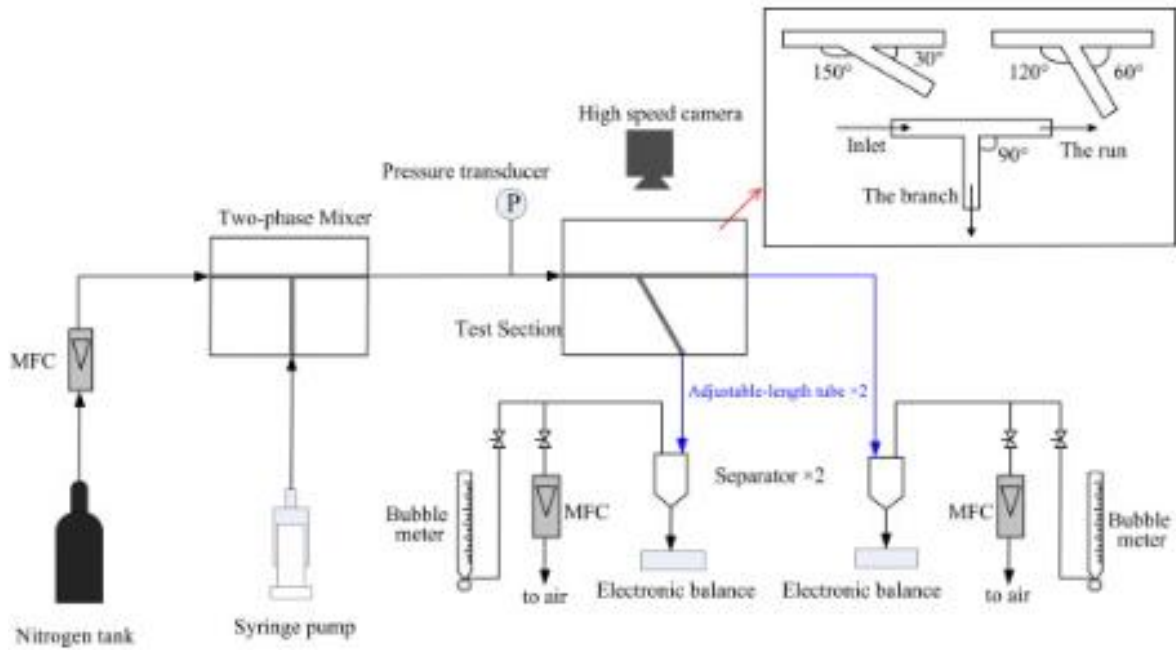 150°
30°
120°
60°
Inlet
90°
The run
The branch
High speed camera
Pressure transducer
P
Two-phase Mixer
Test Section
MFC
Adjustable-length tube ×2
Separator ×2
Bubble
meter
MFC
MFC
Bubble
meter
to air
Electronic balance
Electronic balance
to air
Nitrogen tank
Syringe pump